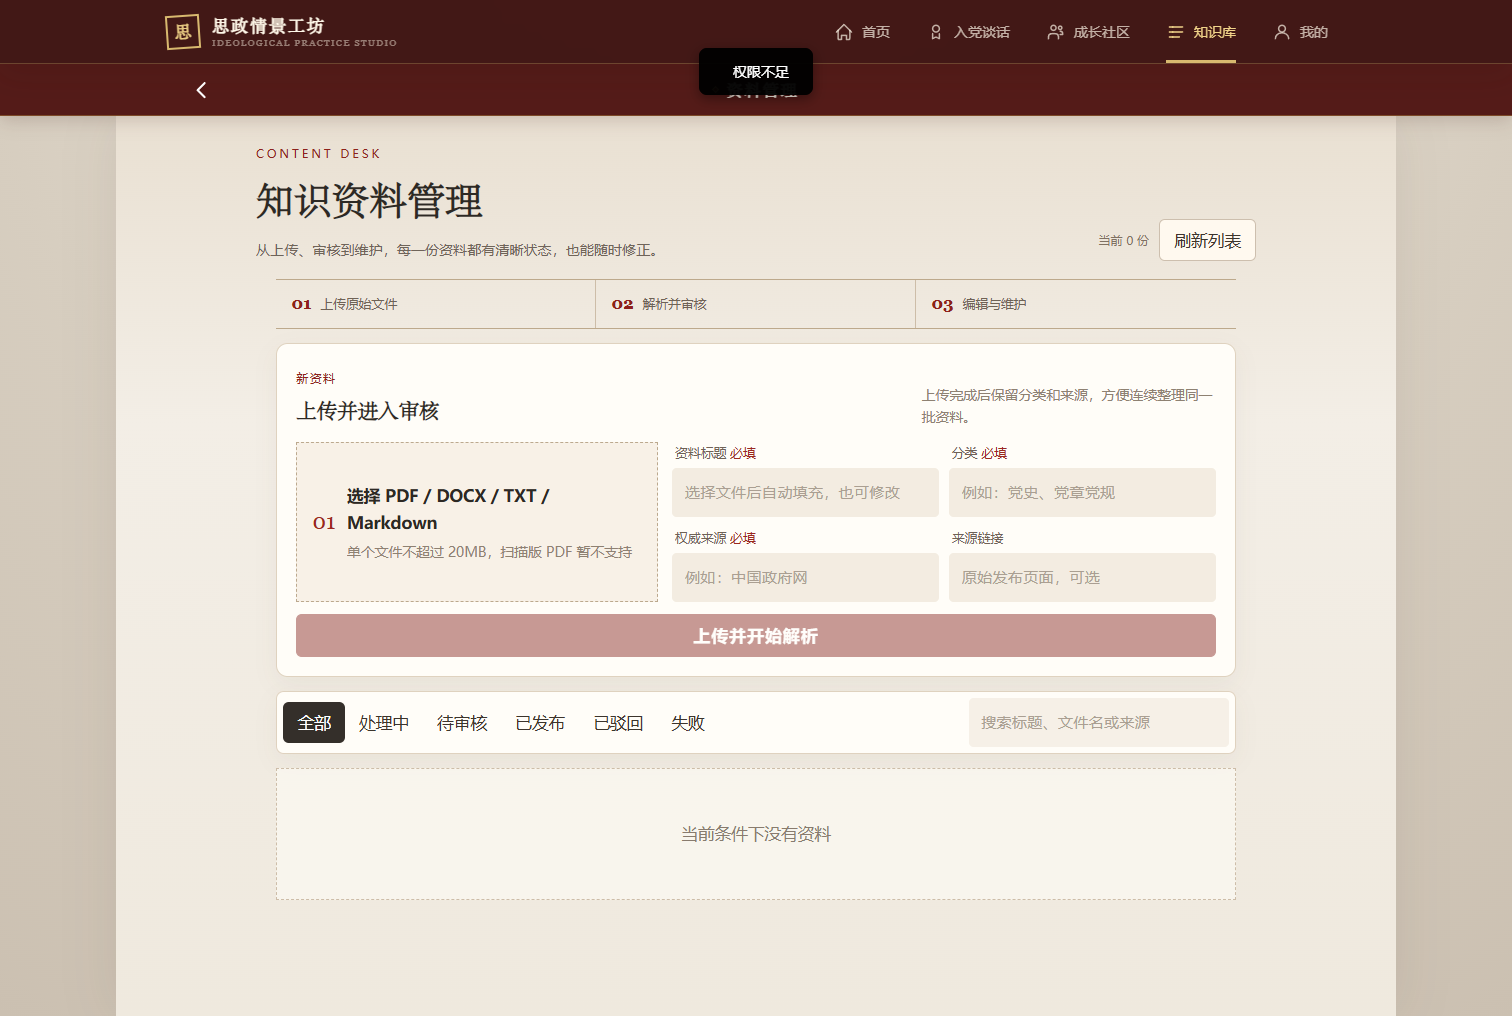 思
思政情景工坊
IDEOLOGICAL PRACTICE STUDIO
首页
入党谈话
成长社区
知识库
我的
权限不足
CONTENT DESK
知识资料管理
从上传、审核到维护，每一份资料都有清晰状态，也能随时修正。
当前 0 份
刷新列表
01 上传原始文件
02 解析并审核
03 编辑与维护
新资料
上传并进入审核
上传完成后保留分类和来源，方便连续整理同一
批资料。
01
选择 PDF / DOCX / TXT /
Markdown
单个文件不超过 20MB，扫描版 PDF 暂不支持
资料标题 必填
选择文件后自动填充，也可修改
分类 必填
例如：党史、党章党规
权威来源 必填
例如：中国政府网
来源链接
原始发布页面，可选
上传并开始解析
全部
处理中
待审核
已发布
已驳回
失败
搜索标题、文件名或来源
当前条件下没有资料